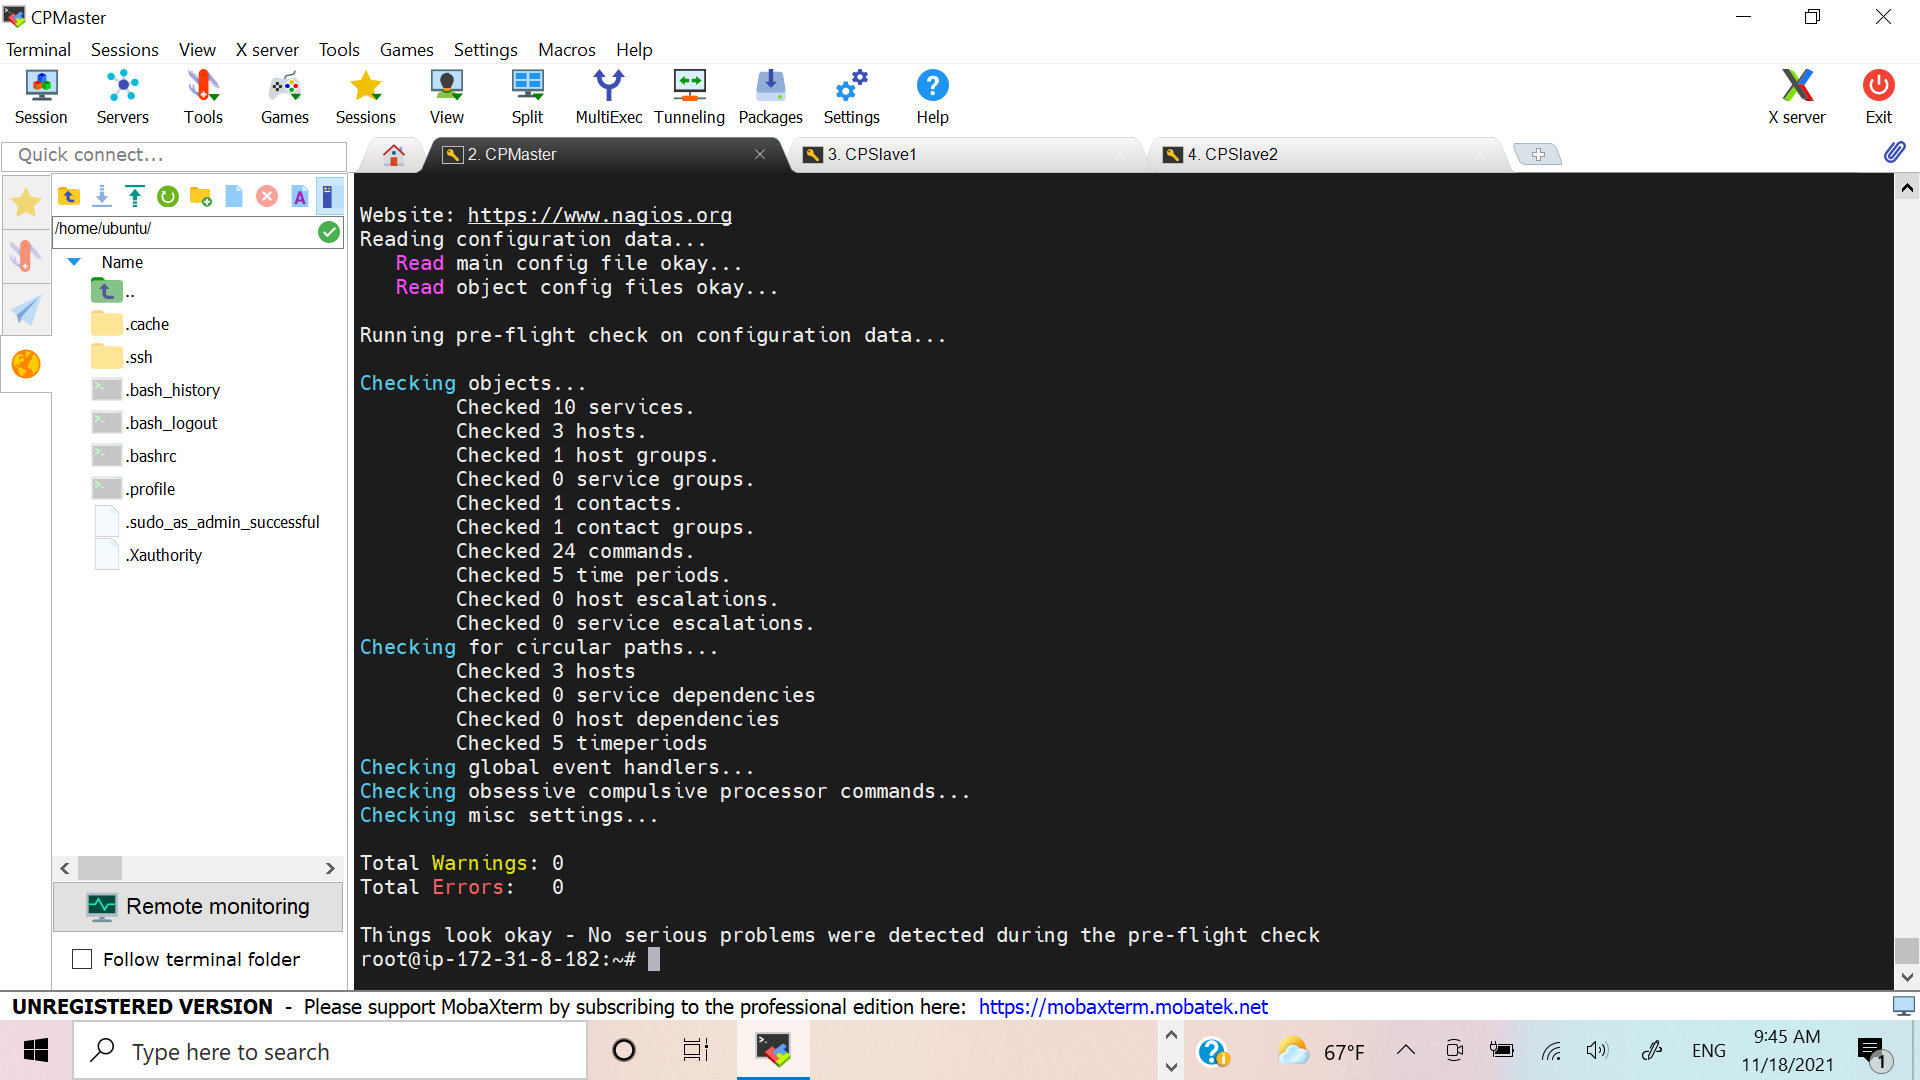 CPMaster
Terminal Sessions View X server Tools Games Settings Macros Help
Session Servers Tools Games Sessions View Split MultiExec Tunneling Packages Settings Help X server Exit
Quick connect...
2. CPMaster
3. CPSlave1
4. CPSlave2
/home/ubuntu/
Name
..
.cache
.ssh
.bash_history
.bash_logout
.bashrc
.profile
.sudo_as_admin_successful
.Xauthority
Remote monitoring
Follow terminal folder
Website: https://www.nagios.org
Reading configuration data...
Read main config file okay...
Read object config files okay...
Running pre-flight check on configuration data...
Checking objects...
Checked 10 services.
Checked 3 hosts.
Checked 1 host groups.
Checked 0 service groups.
Checked 1 contacts.
Checked 1 contact groups.
Checked 24 commands.
Checked 5 time periods.
Checked 0 host escalations.
Checked 0 service escalations.
Checking for circular paths...
Checked 3 hosts
Checked 0 service dependencies
Checked 0 host dependencies
Checked 5 timeperiods
Checking global event handlers...
Checking obsessive compulsive processor commands...
Checking misc settings...
Total Warnings: 0
Total Errors:   0
Things look okay - No serious problems were detected during the pre-flight check
root@ip-172-31-8-182:~#
UNREGISTERED VERSION - Please support MobaXterm by subscribing to the professional edition here: https://mobaxterm.mobatek.net
Type here to search
67°F
ENG
9:45 AM
11/18/2021
1